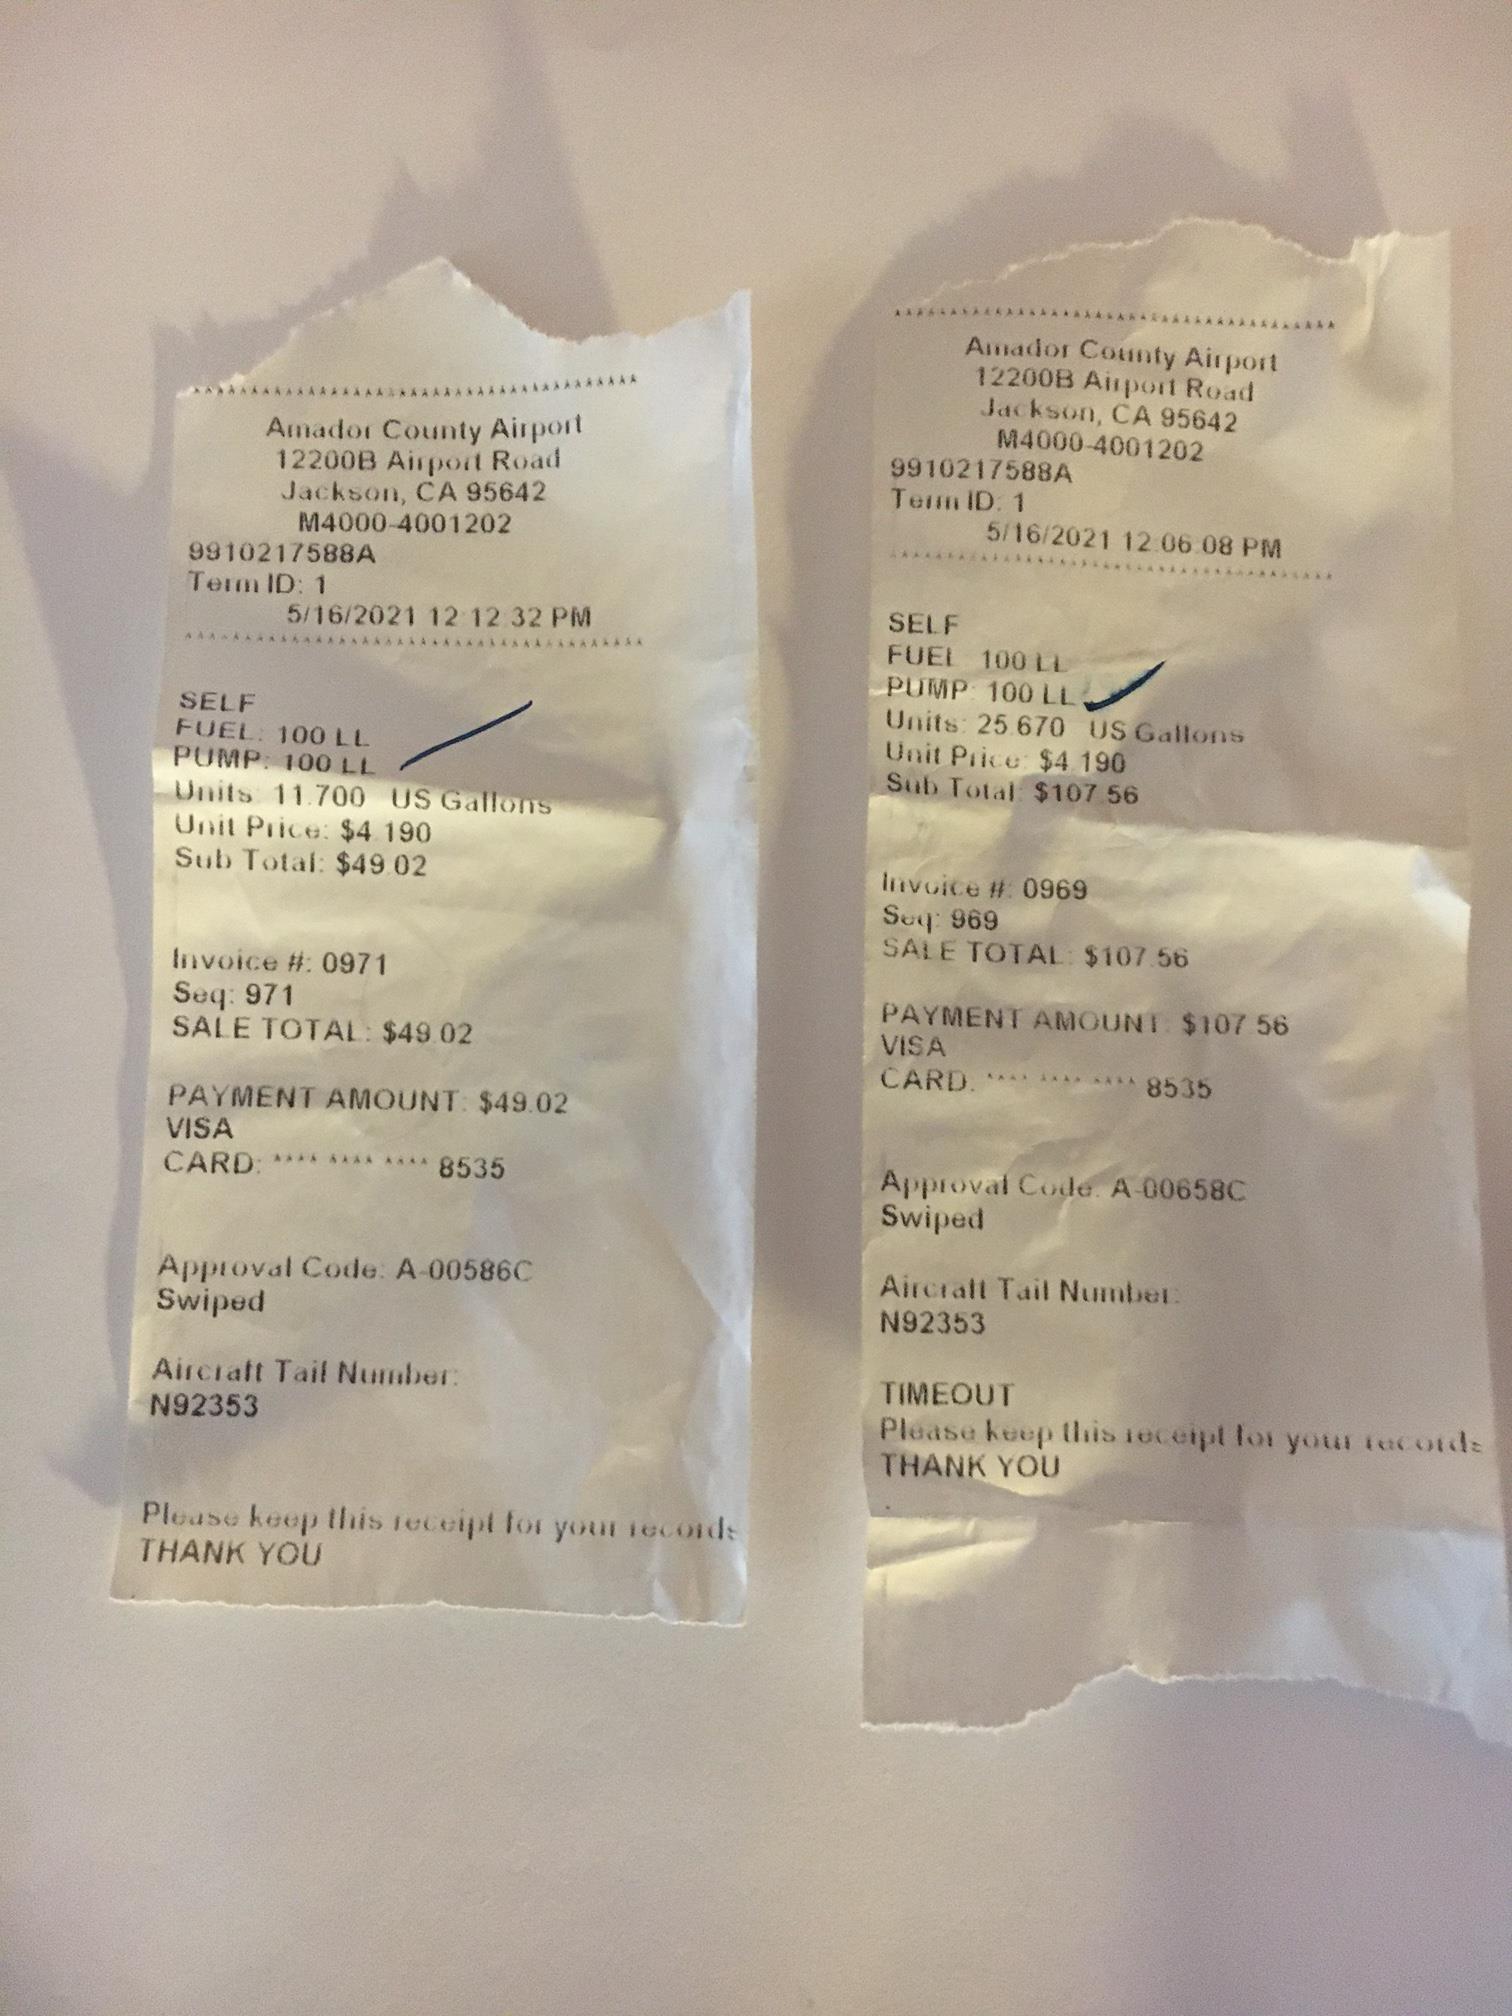 ************************************
Amador County Airport
12200B Airport Road
Jackson, CA 95642
M4000-4001202
9910217588A
Term ID: 1
5/16/2021 12:12:32 PM
************************************
SELF
FUEL: 100 LL
PUMP: 100 LL
Units: 11.700 US Gallons
Unit Price: $4.190
Sub Total: $49.02
Invoice #: 0971
Seq: 971
SALE TOTAL: $49.02
PAYMENT AMOUNT: $49.02
VISA
CARD: **** **** **** 8535
Approval Code: A-00586C
Swiped
Aircraft Tail Number:
N92353
Please keep this receipt for your records
THANK YOU
************************************
Amador County Airport
12200B Airport Road
Jackson, CA 95642
M4000-4001202
9910217588A
Term ID: 1
5/16/2021 12:06:08 PM
************************************
SELF
FUEL: 100 LL
PUMP: 100 LL
Units: 25.670 US Gallons
Unit Price: $4.190
Sub Total: $107.56
Invoice #: 0969
Seq: 969
SALE TOTAL: $107.56
PAYMENT AMOUNT: $107.56
VISA
CARD: **** **** **** 8535
Approval Code: A-00658C
Swiped
Aircraft Tail Number:
N92353
TIMEOUT
Please keep this receipt for your records
THANK YOU